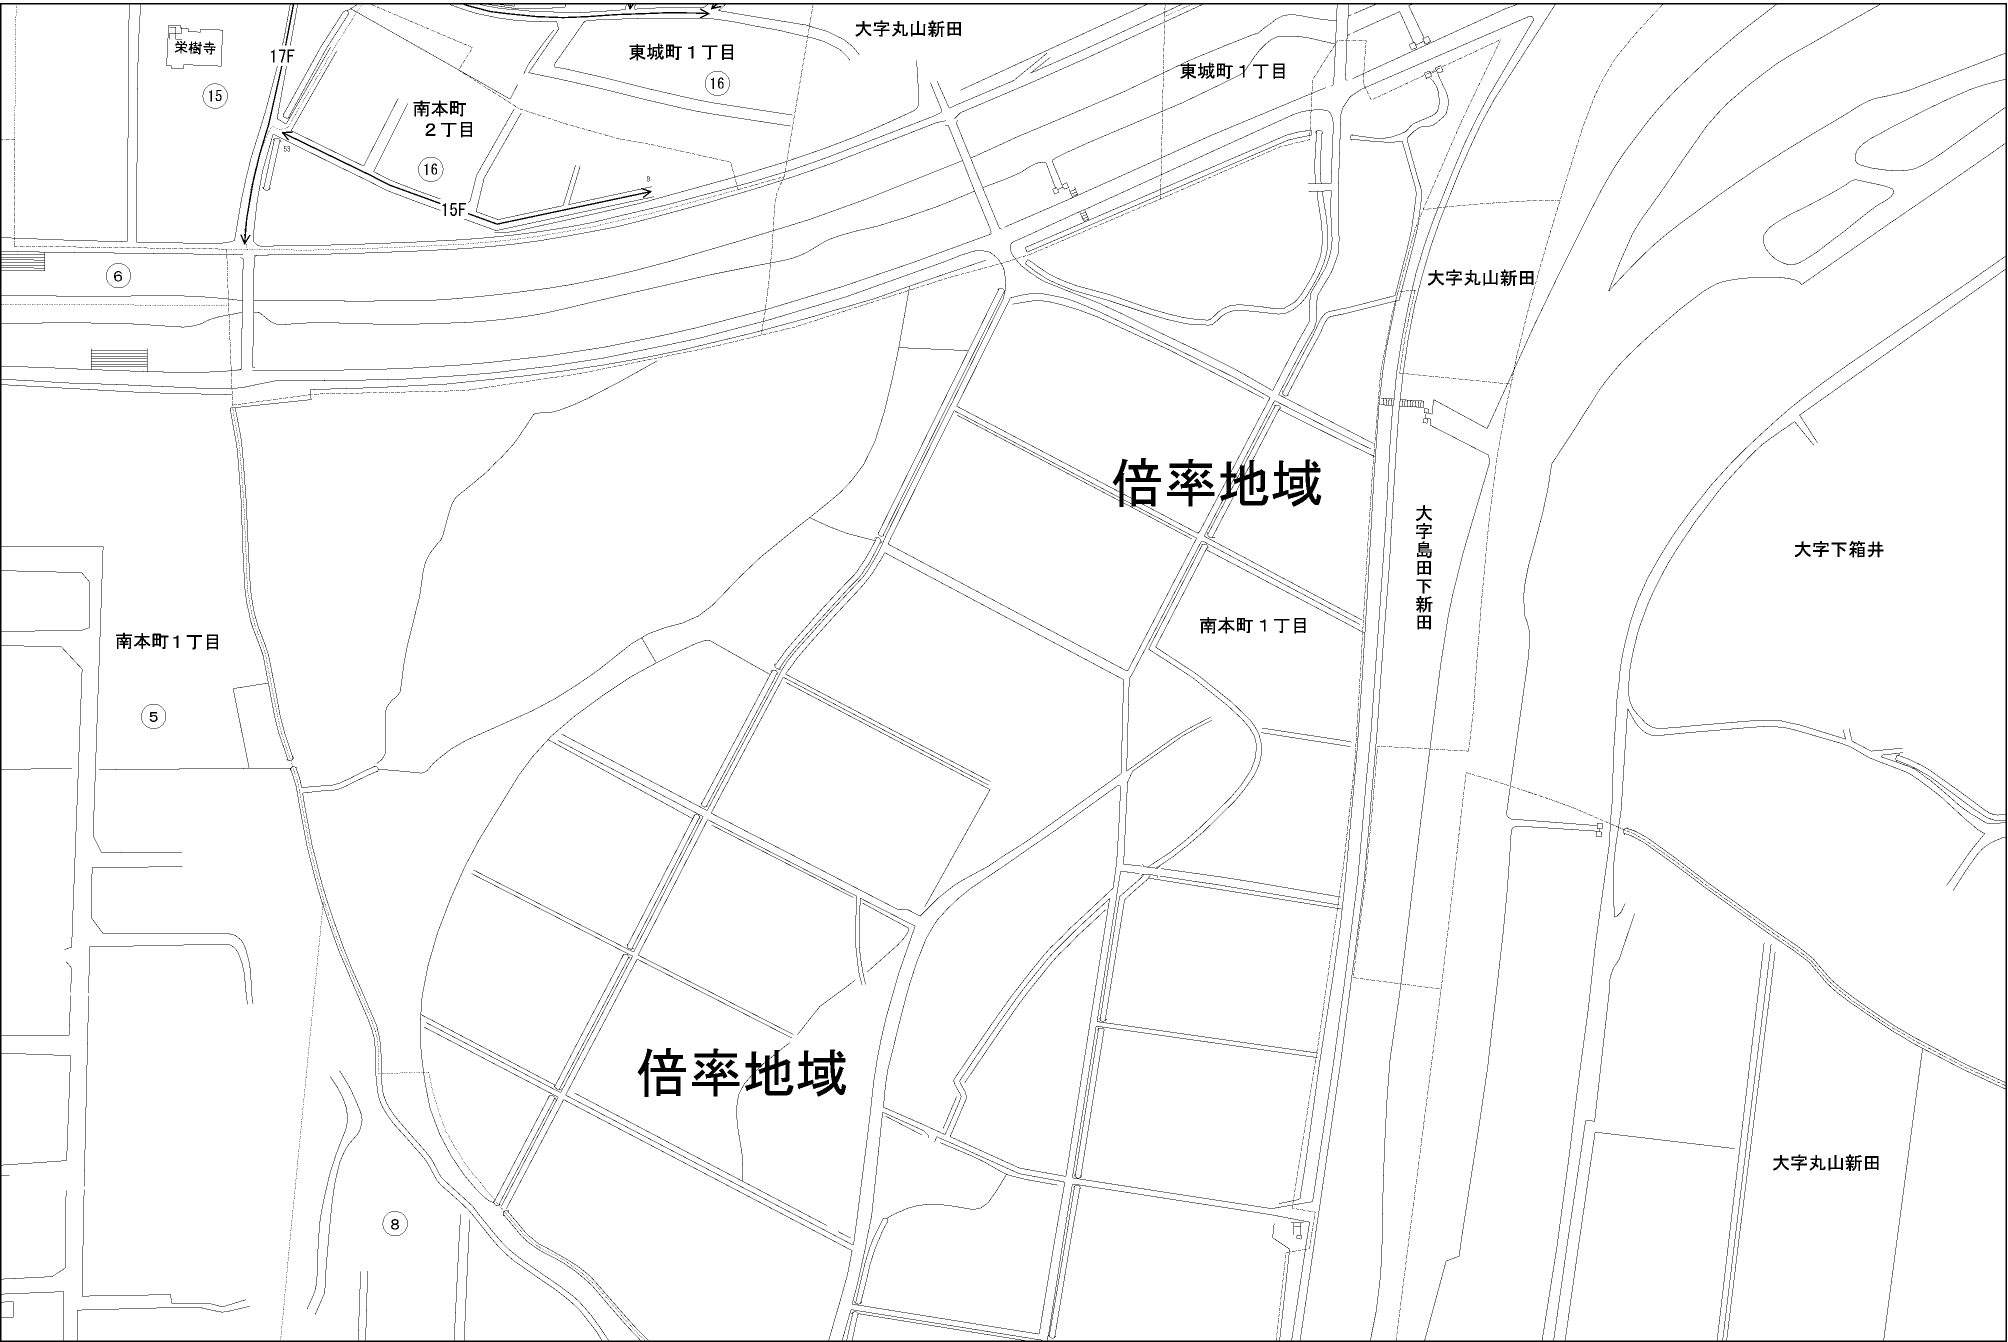 大字丸山新田
栄樹寺
17F
東城町1丁目
東城町1丁目
16
15
南本町
2丁目
53
16
9
15F
6
大字丸山新田
倍率地域
大字島田下新田
大字下箱井
南本町1丁目
南本町1丁目
5
倍率地域
大字丸山新田
8